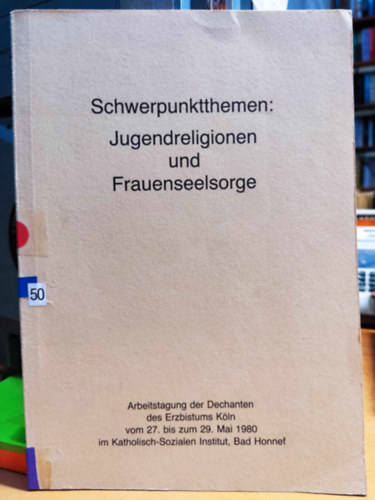 Schwerpunktthemen:
Jugendreligionen
und
Frauenseelsorge
50
Arbeitstagung der Dechanten
des Erzbistums Köln
vom 27. bis zum 29. Mai 1980
im Katholisch-Sozialen Institut, Bad Honnef